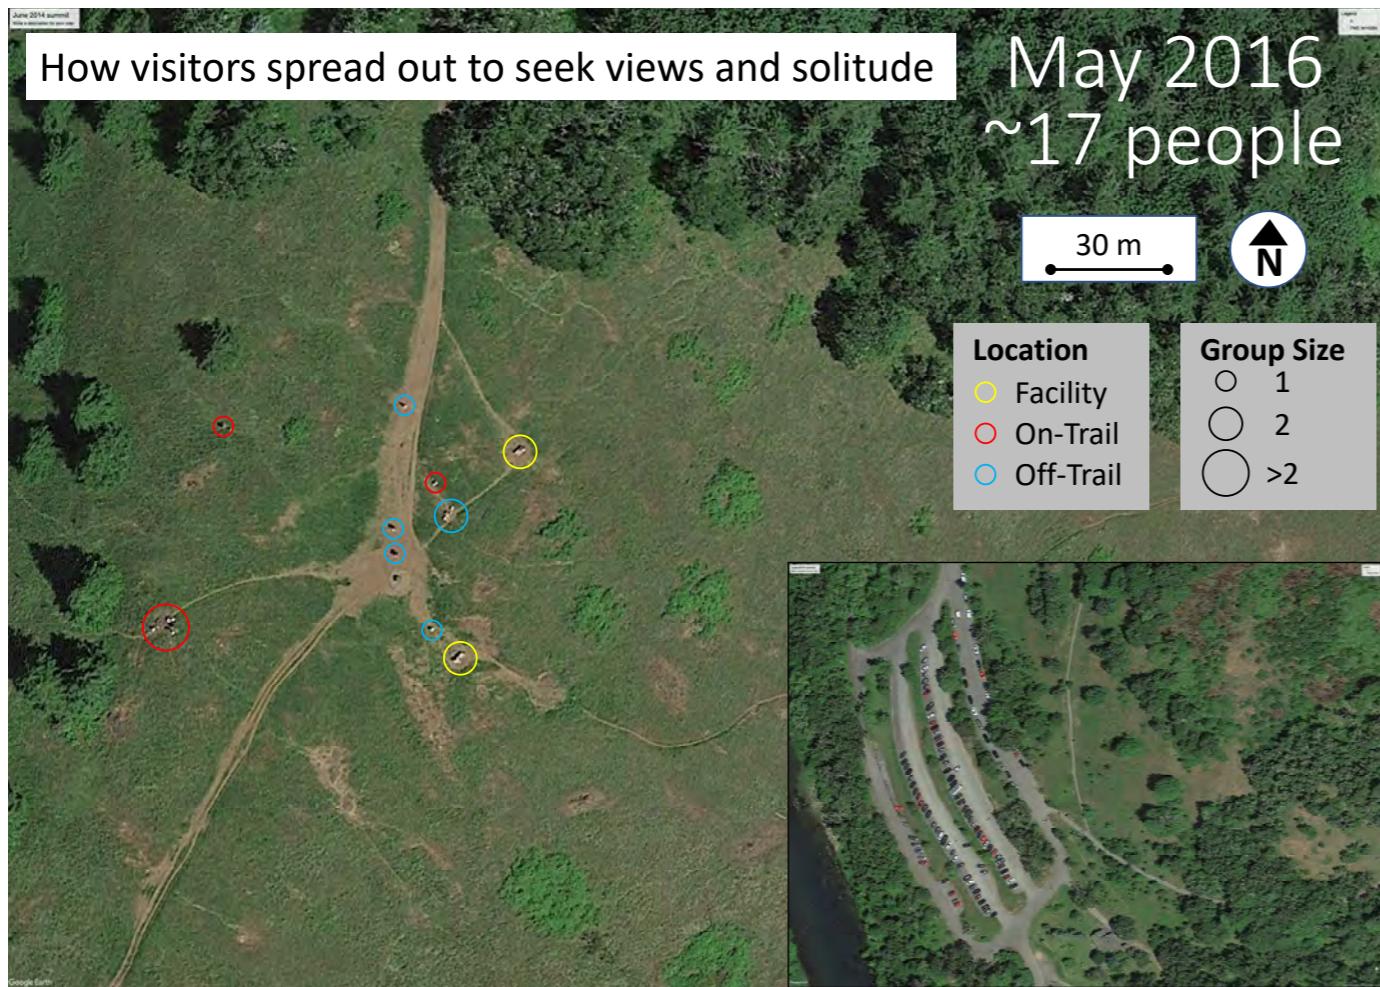 June 2014 summit
How visitors spread out to seek views and solitude
May 2016
~17 people
30 m
N
Location
Facility
On-Trail
Off-Trail
Group Size
1
2
>2
Google Earth